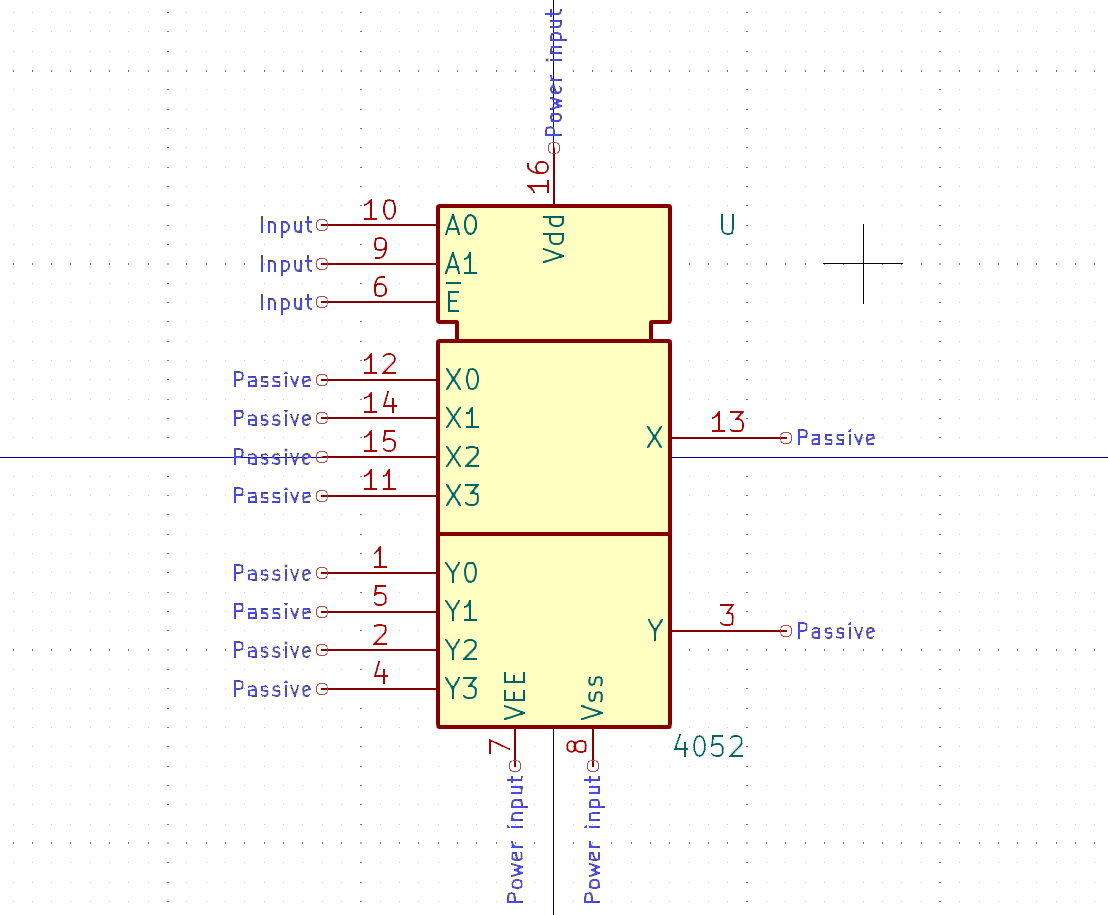 Power input
16
Vdd
U
Input 10 A0
Input 9 A1
Input 6 E
Passive 12 X0
Passive 14 X1
X 13 Passive
Passive 15 X2
Passive 11 X3
Passive 1 Y0
Passive 5 Y1
Y 3 Passive
Passive 2 Y2
Passive 4 Y3
VEE Vss
7 8
4052
Power input Power input